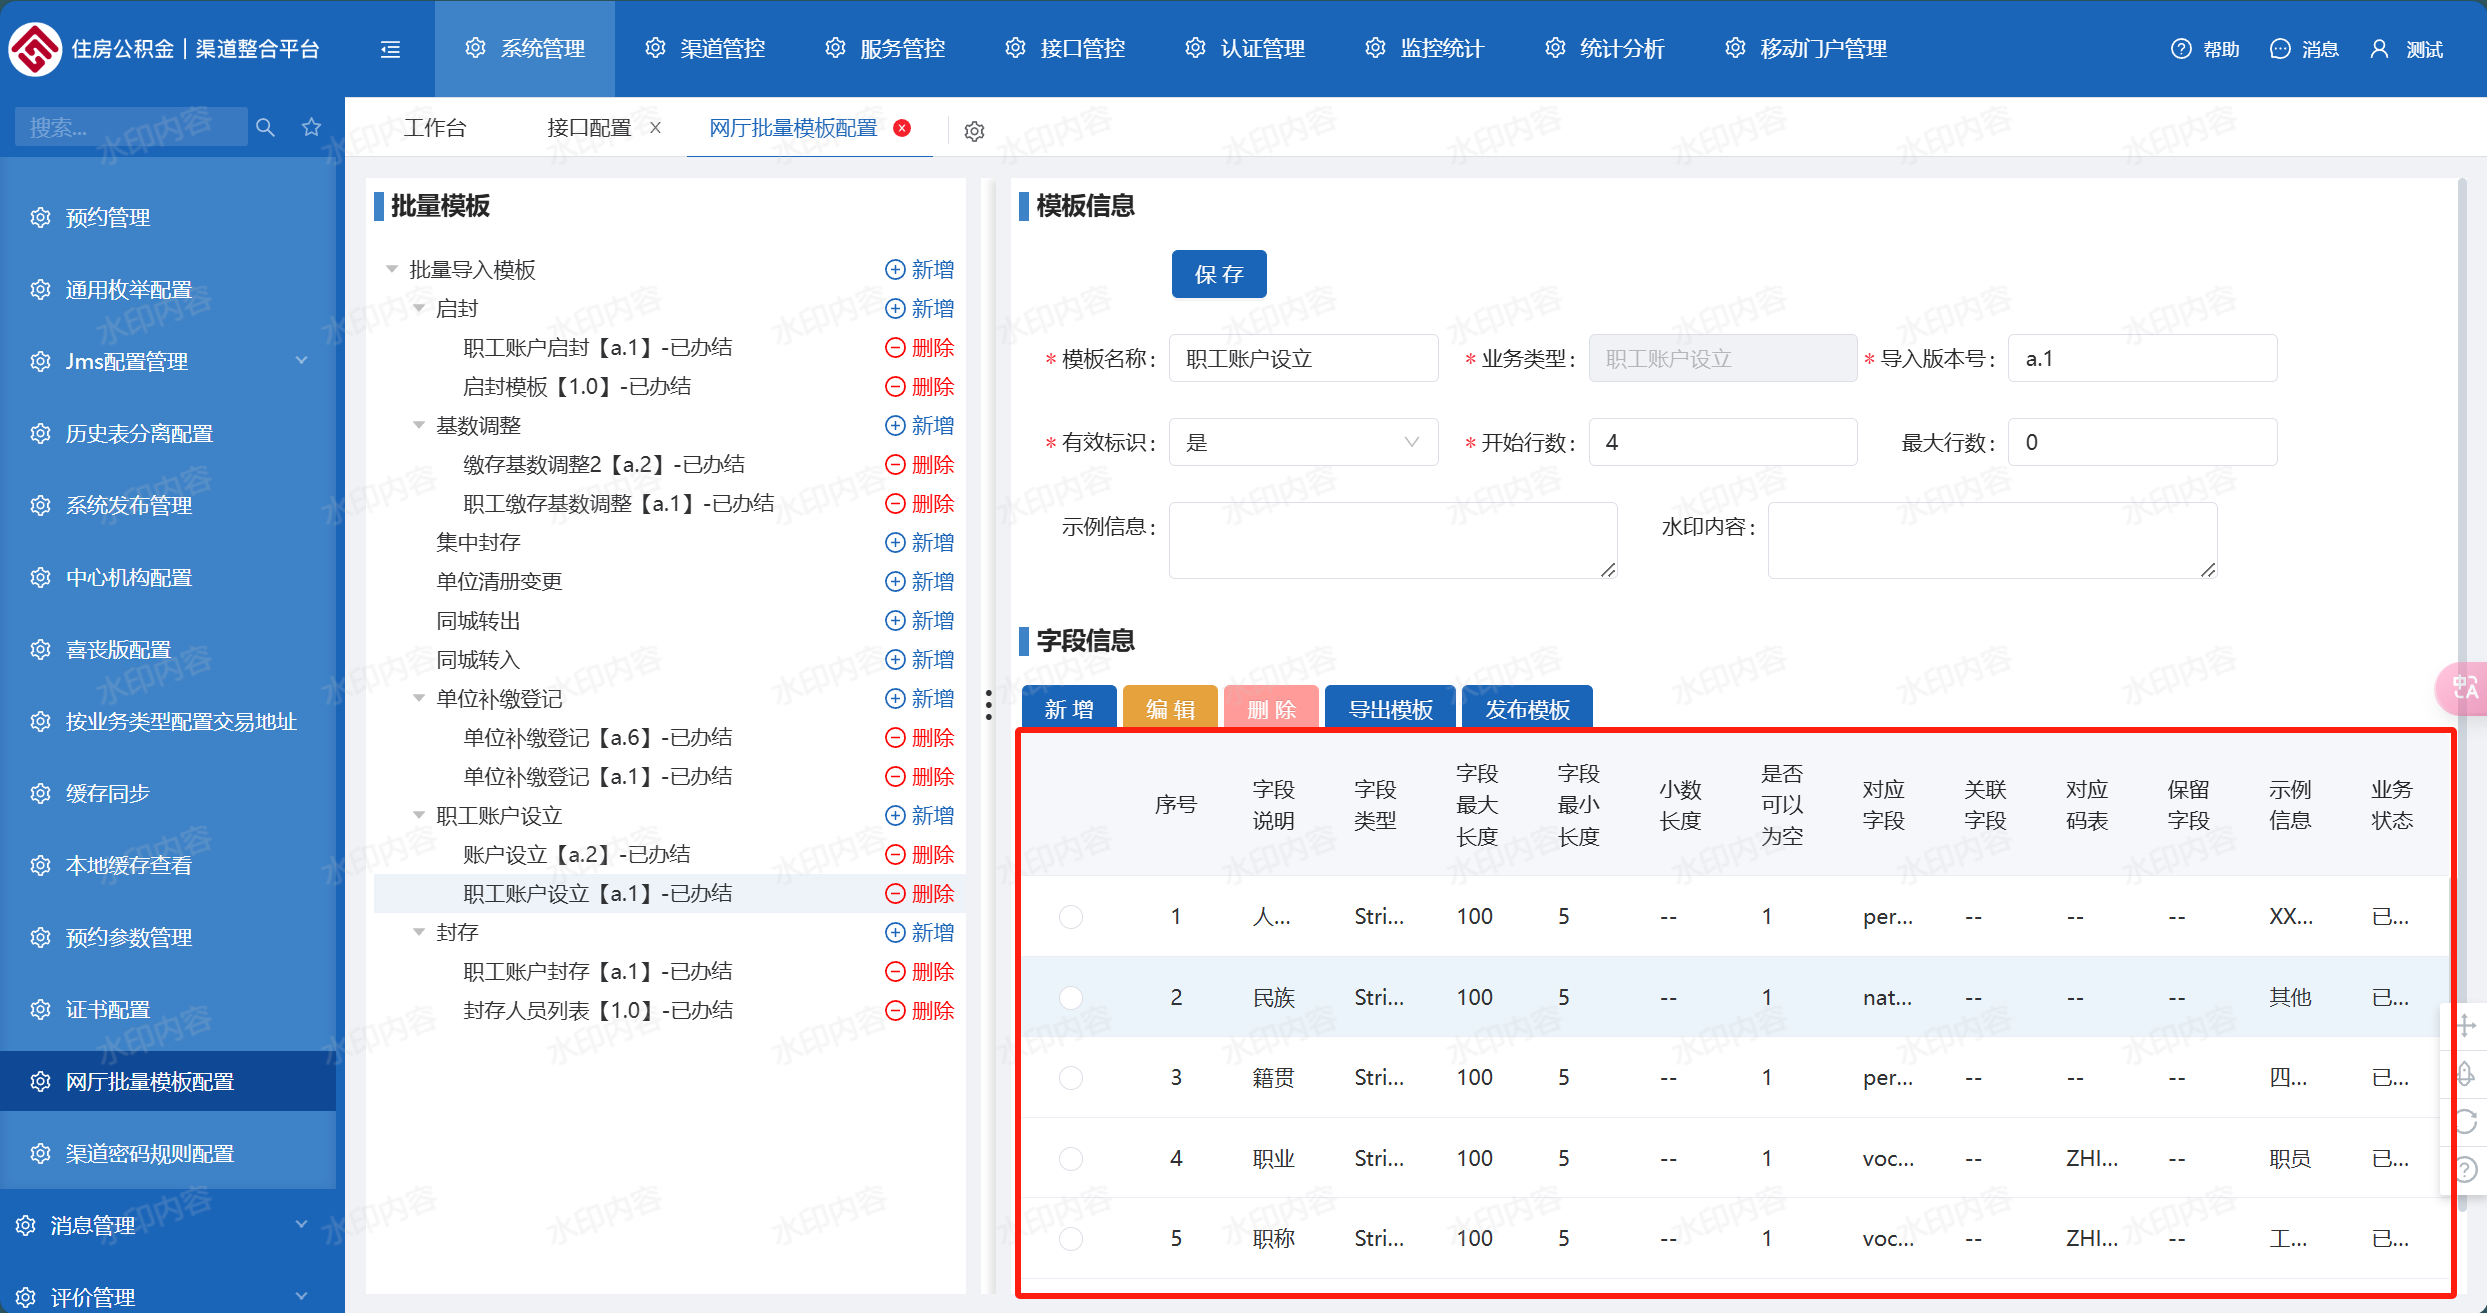 住房公积金 | 渠道整合平台
系统管理 渠道管控 服务管控 接口管控 认证管理 监控统计 统计分析 移动门户管理 帮助 消息 测试
搜索...
工作台 接口配置 网厅批量模板配置
预约管理
通用枚举配置
Jms配置管理
历史表分离配置
系统发布管理
中心机构配置
喜丧版配置
按业务类型配置交易地址
缓存同步
本地缓存查看
预约参数管理
证书配置
网厅批量模板配置
渠道密码规则配置
消息管理
评价管理
批量模板
批量导入模板 新增
启封 新增
职工账户启封【a.1】-已办结 删除
启封模板【1.0】-已办结 删除
基数调整 新增
缴存基数调整2【a.2】-已办结 删除
职工缴存基数调整【a.1】-已办结 删除
集中封存 新增
单位清册变更 新增
同城转出 新增
同城转入 新增
单位补缴登记 新增
单位补缴登记【a.6】-已办结 删除
单位补缴登记【a.1】-已办结 删除
职工账户设立 新增
账户设立【a.2】-已办结 删除
职工账户设立【a.1】-已办结 删除
封存 新增
职工账户封存【a.1】-已办结 删除
封存人员列表【1.0】-已办结 删除
模板信息
保 存
* 模板名称： 职工账户设立 * 业务类型： 职工账户设立 * 导入版本号： a.1
* 有效标识： 是 * 开始行数： 4 最大行数： 0
示例信息： 水印内容：
字段信息
新 增 编 辑 删 除 导出模板 发布模板
序号 字段说明 字段类型 字段最大长度 字段最小长度 小数长度 是否可以为空 对应字段 关联字段 对应码表 保留字段 示例信息 业务状态
1 人... Stri... 100 5 -- 1 per... -- -- -- XX... 已...
2 民族 Stri... 100 5 -- 1 nat... -- -- -- 其他 已...
3 籍贯 Stri... 100 5 -- 1 per... -- -- -- 四... 已...
4 职业 Stri... 100 5 -- 1 voc... -- ZHI... -- 职员 已...
5 职称 Stri... 100 5 -- 1 voc... -- ZHI... -- 工... 已...
水印内容